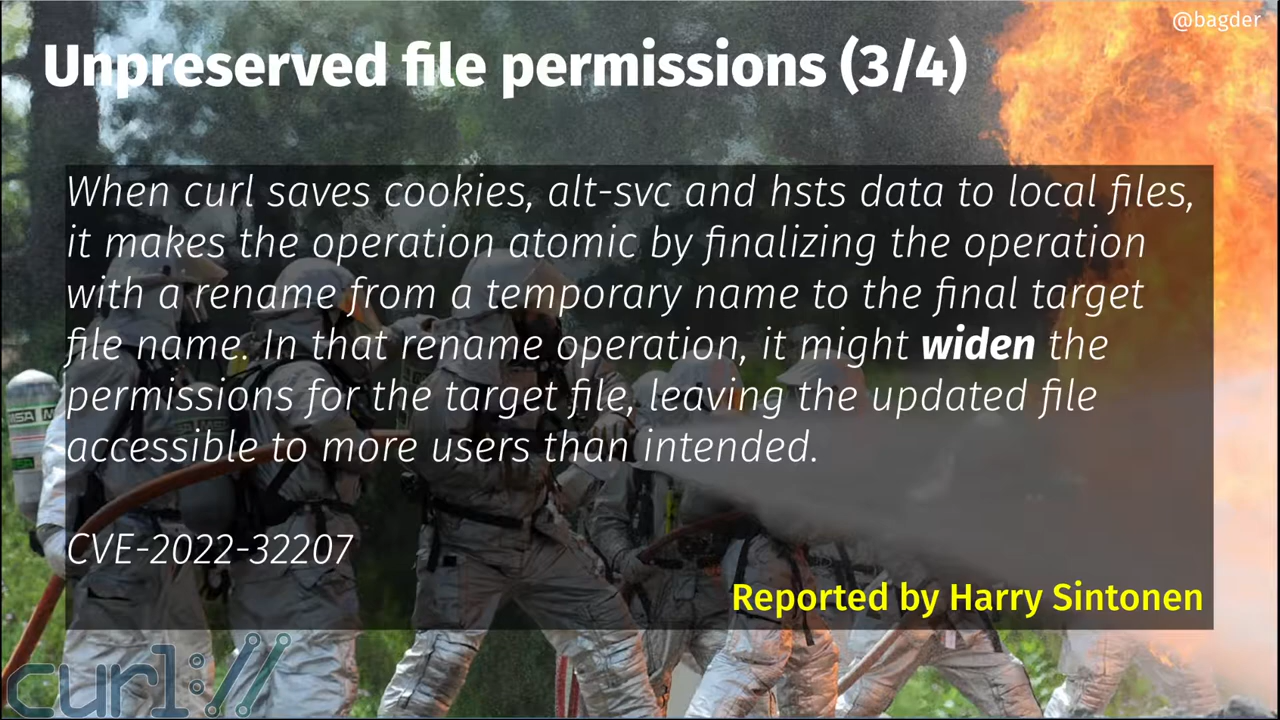 @bagder
Unpreserved file permissions (3/4)
When curl saves cookies, alt-svc and hsts data to local files,
it makes the operation atomic by finalizing the operation
with a rename from a temporary name to the final target
file name. In that rename operation, it might widen the
permissions for the target file, leaving the updated file
accessible to more users than intended.
CVE-2022-32207
Reported by Harry Sintonen
MSA
curl://